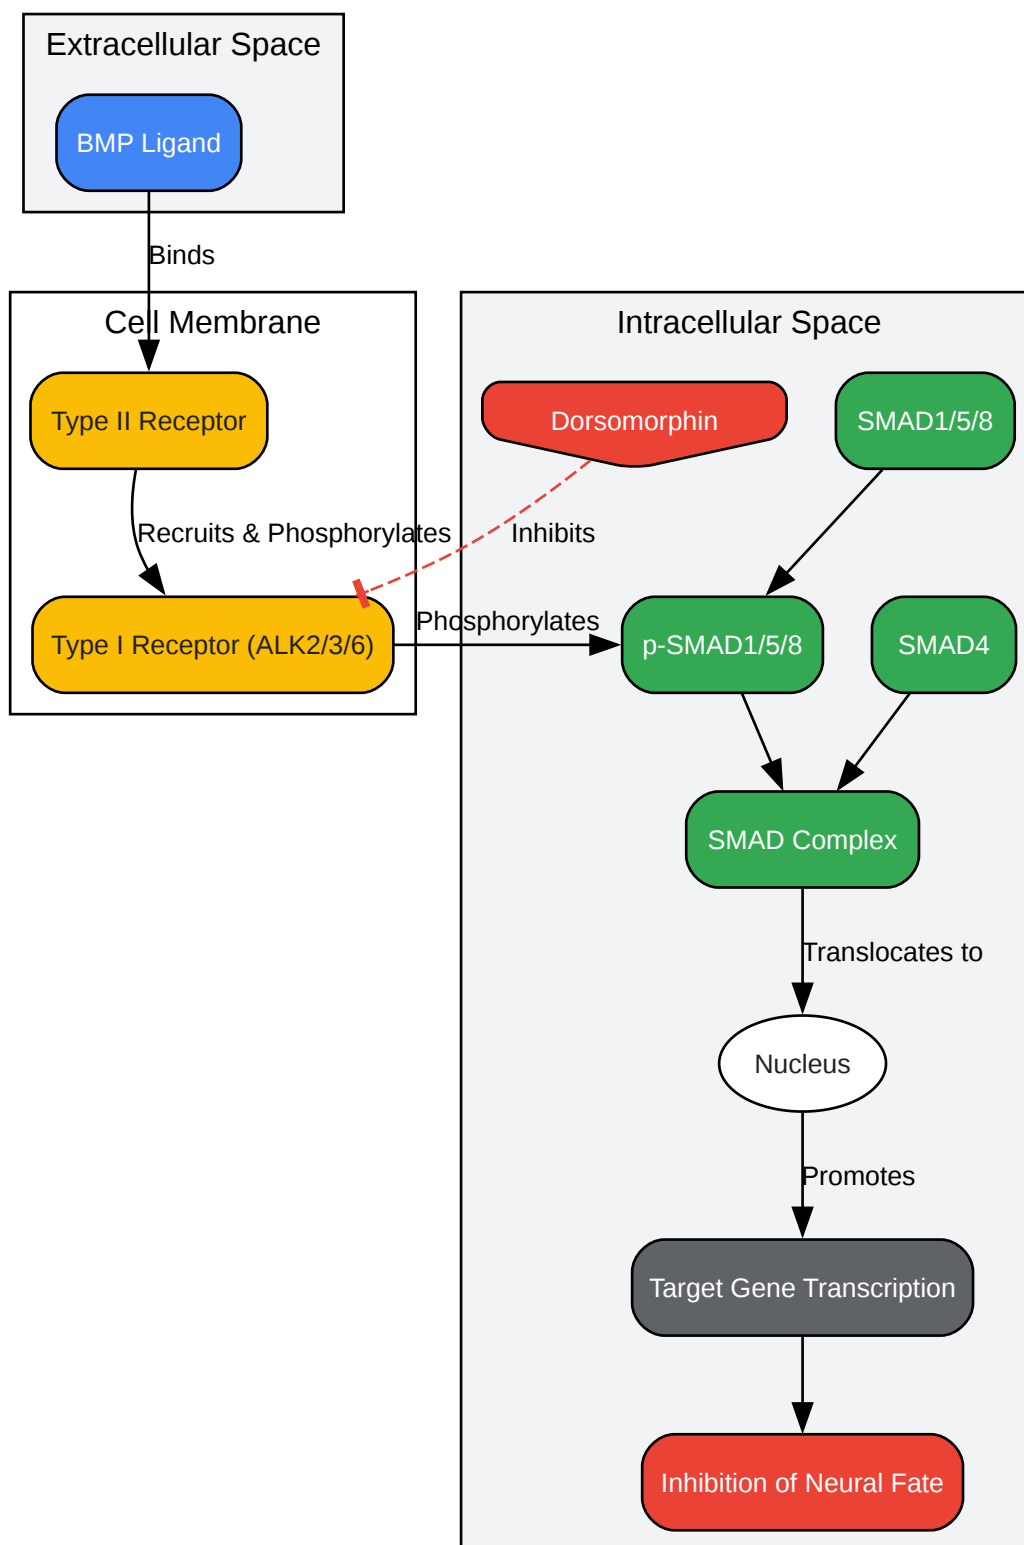 Extracellular Space
BMP Ligand
Binds
Cell Membrane
Intracellular Space
Type II Receptor
Dorsomorphin
SMAD1/5/8
Recruits & Phosphorylates
Inhibits
Type I Receptor (ALK2/3/6)
Phosphorylates
p-SMAD1/5/8
SMAD4
SMAD Complex
Translocates to
Nucleus
Promotes
Target Gene Transcription
Inhibition of Neural Fate